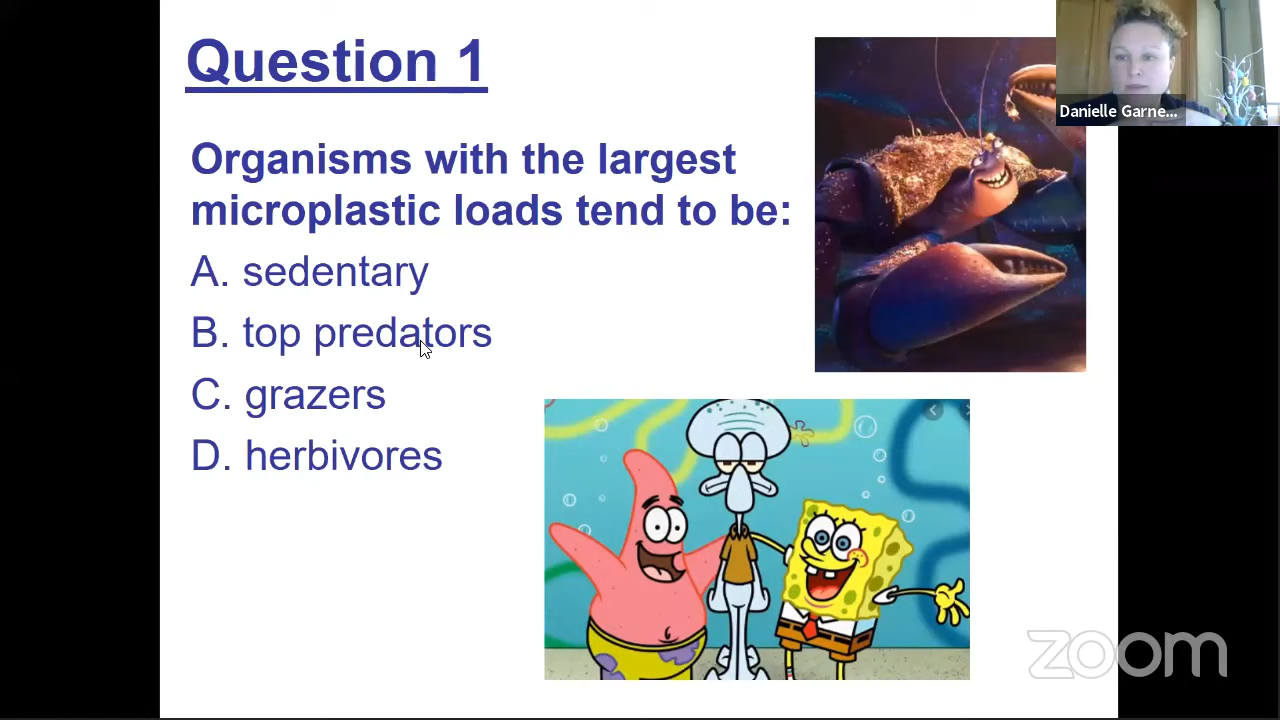 Question 1
Organisms with the largest
microplastic loads tend to be:
A. sedentary
B. top predators
C. grazers
D. herbivores
Danielle Garne...
zoom